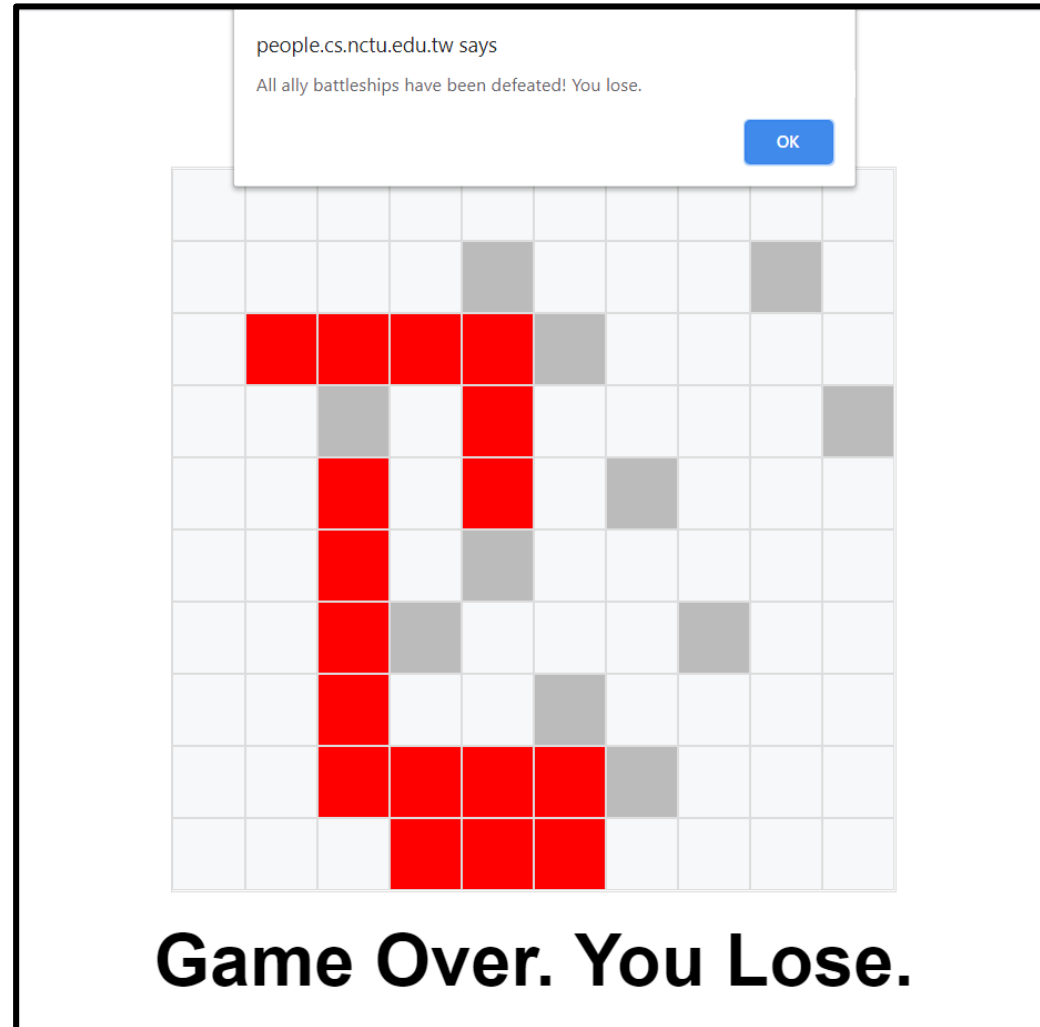 people.cs.nctu.edu.tw says
All ally battleships have been defeated! You lose.
OK
Game Over. You Lose.